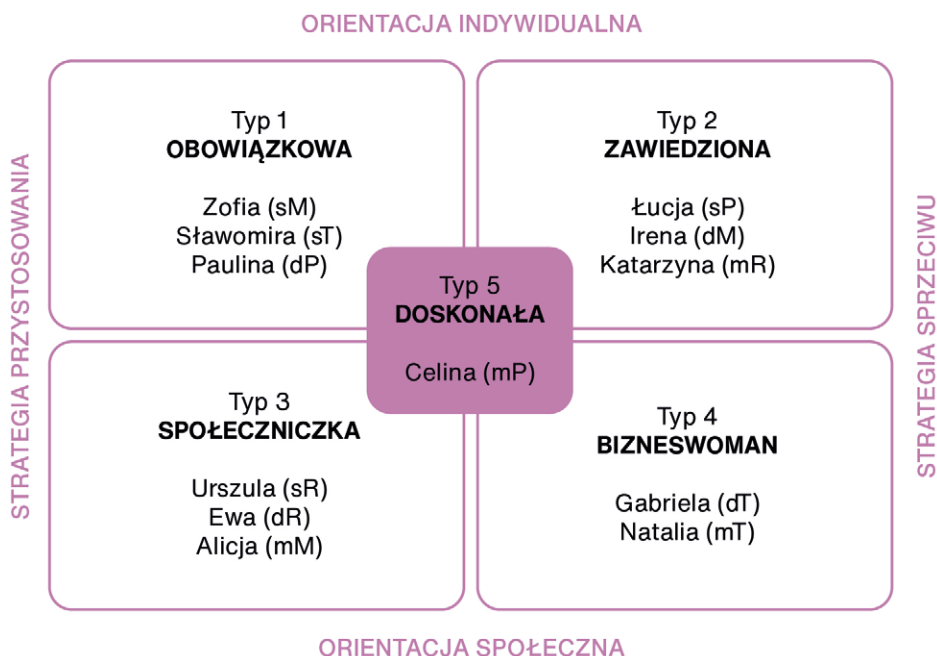 ORIENTACJA INDYWIDUALNA
STRATEGIA PRZYSTOSOWANIA
Typ 1
OBOWIĄZKOWA
Zofia (sM)
Sławomira (sT)
Paulina (dP)
Typ 2
ZAWIEDZIONA
Łucja (sP)
Irena (dM)
Katarzyna (mR)
Typ 5
DOSKONAŁA
Celina (mP)
Typ 3
SPOŁECZNICZKA
Urszula (sR)
Ewa (dR)
Alicja (mM)
Typ 4
BIZNESWOMAN
Gabriela (dT)
Natalia (mT)
STRATEGIA SPRZECIWU
ORIENTACJA SPOŁECZNA